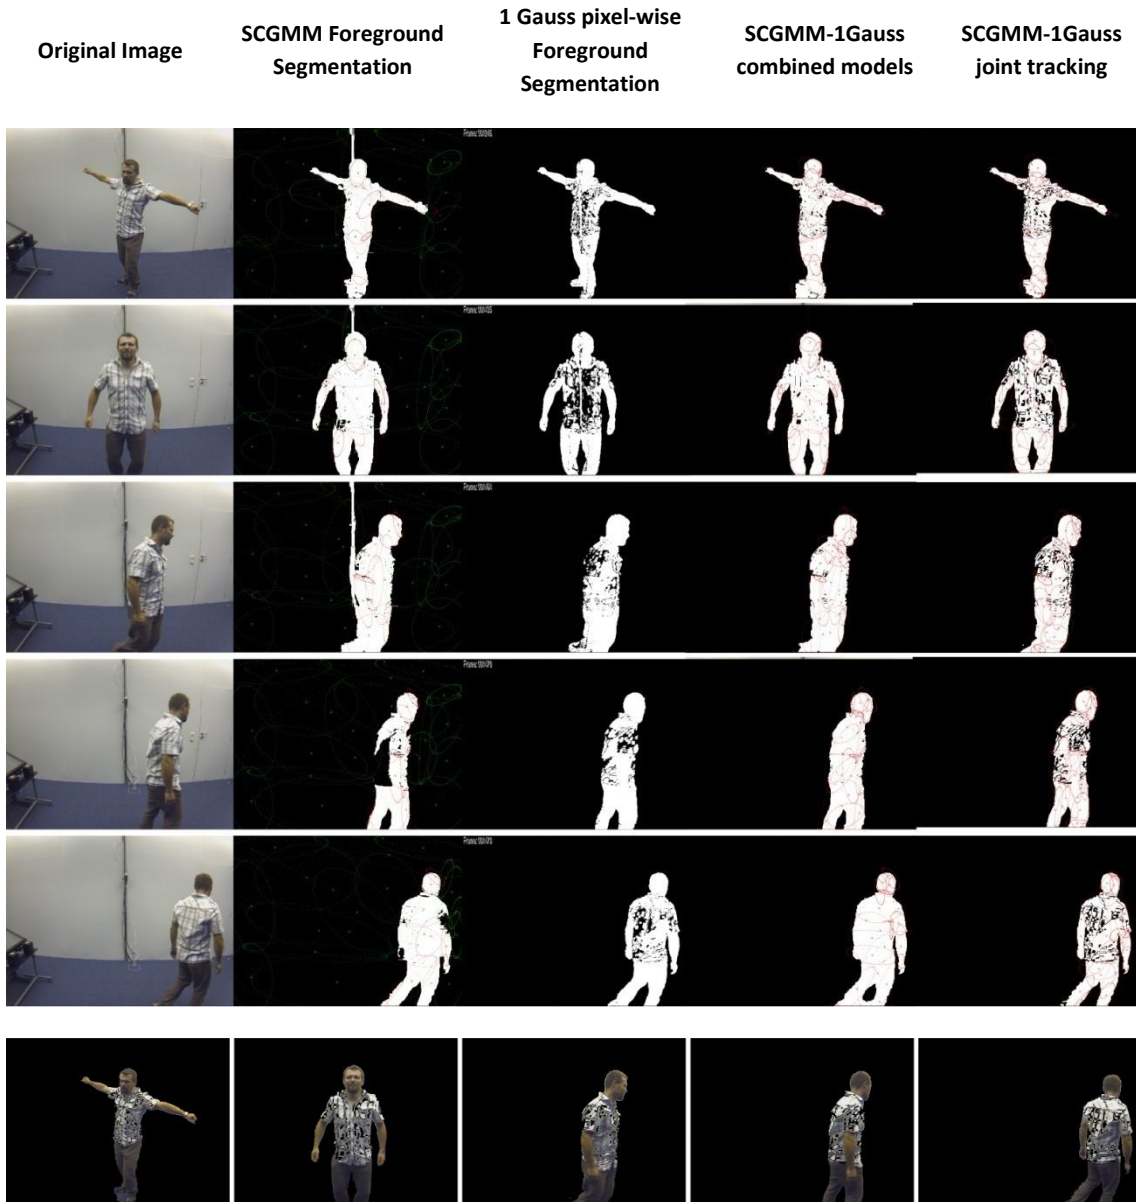 Original Image
SCGMM Foreground
Segmentation
1 Gauss pixel-wise
Foreground
Segmentation
SCGMM-1Gauss
combined models
SCGMM-1Gauss
joint tracking